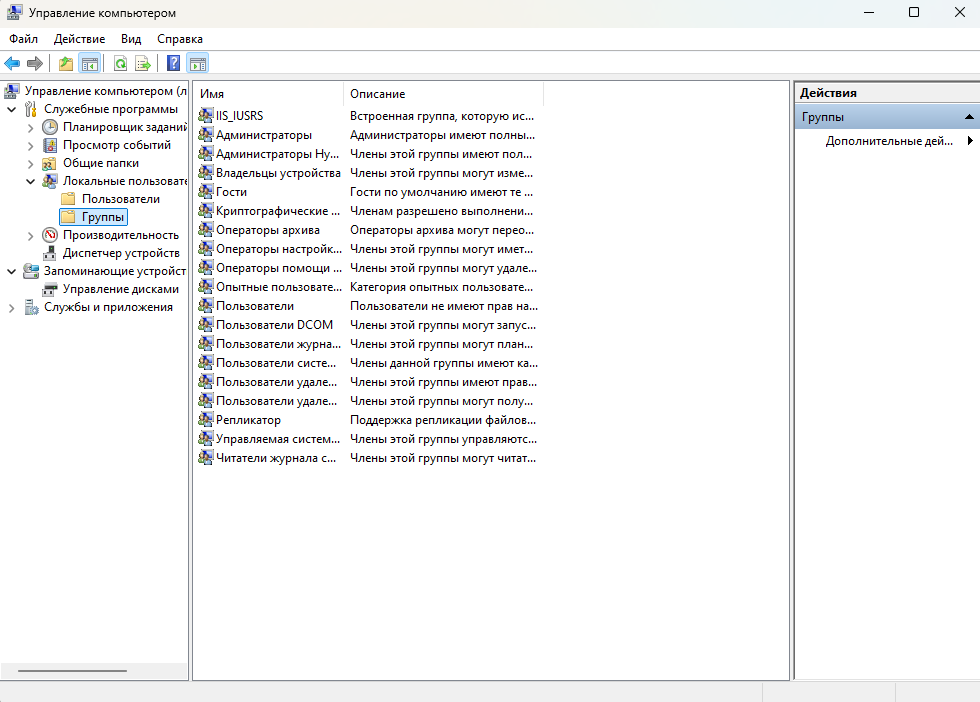 Управление компьютером
Файл Действие Вид Справка
Управление компьютером (л
Служебные программы
Планировщик заданий
Просмотр событий
Общие папки
Локальные пользовате
Пользователи
Группы
Производительность
Диспетчер устройств
Запоминающие устройст
Управление дисками
Службы и приложения
Имя Описание
IIS_IUSRS Встроенная группа, которую ис...
Администраторы Администраторы имеют полны...
Администраторы Hy... Члены этой группы имеют пол...
Владельцы устройства Члены этой группы могут изме...
Гости Гости по умолчанию имеют те ...
Криптографические ... Членам разрешено выполнени...
Операторы архива Операторы архива могут перео...
Операторы настройк... Члены этой группы могут имет...
Операторы помощи ... Члены этой группы могут удале...
Опытные пользовате... Категория опытных пользовате...
Пользователи Пользователи не имеют прав на...
Пользователи DCOM Члены этой группы могут запус...
Пользователи журна... Члены этой группы могут план...
Пользователи систе... Члены данной группы имеют ка...
Пользователи удале... Члены этой группы имеют прав...
Пользователи удале... Члены этой группы могут полу...
Репликатор Поддержка репликации файлов...
Управляемая систем... Члены этой группы управляютс...
Читатели журнала с... Члены этой группы могут читат...
Действия
Группы
Дополнительные дей...